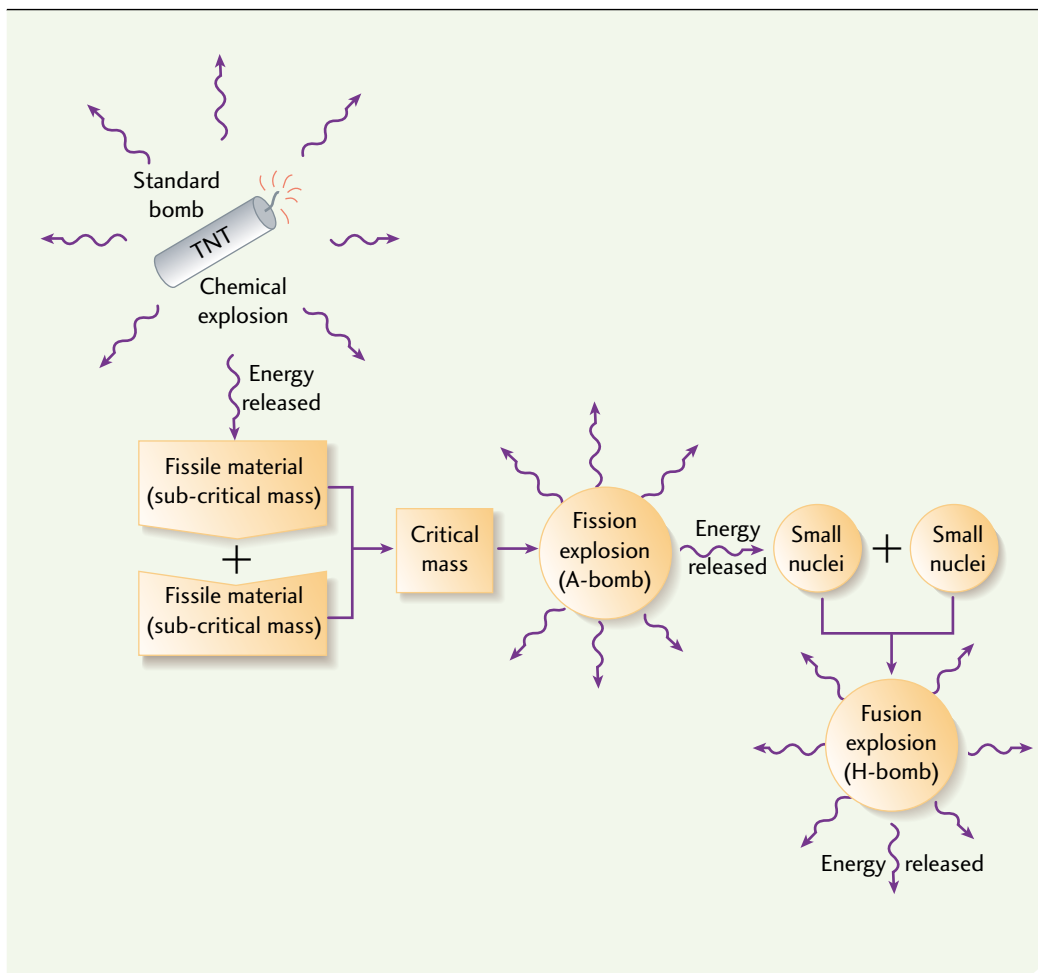 Standard
bomb
TNT
Chemical
explosion
Energy
released
Fissile material
(sub-critical mass)
+
Fissile material
(sub-critical mass)
Critical
mass
Fission
explosion
(A-bomb)
Energy
released
Small
nuclei
+
Small
nuclei
Fusion
explosion
(H-bomb)
Energy released